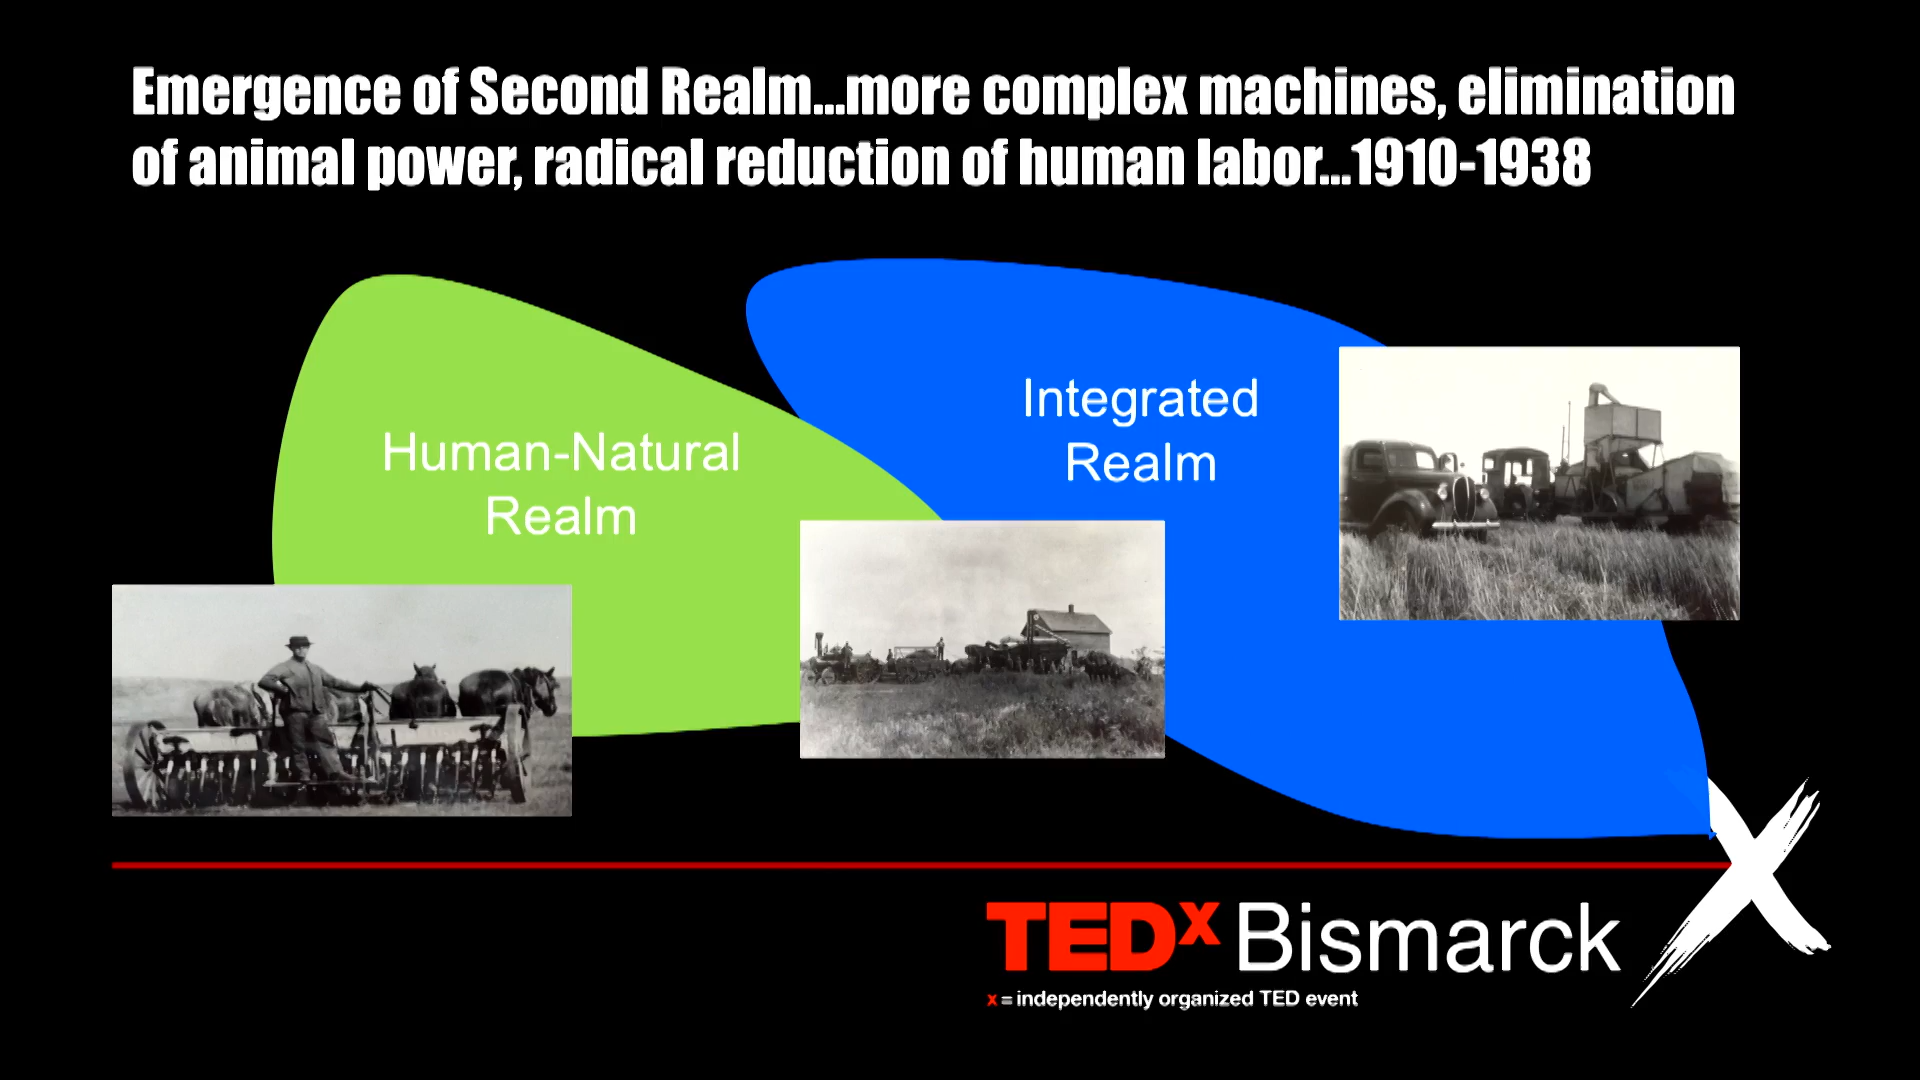 Emergence of Second Realm...more complex machines, elimination
of animal power, radical reduction of human labor...1910-1938
Human-Natural
Realm
Integrated
Realm
TEDx Bismarck
x = independently organized TED event